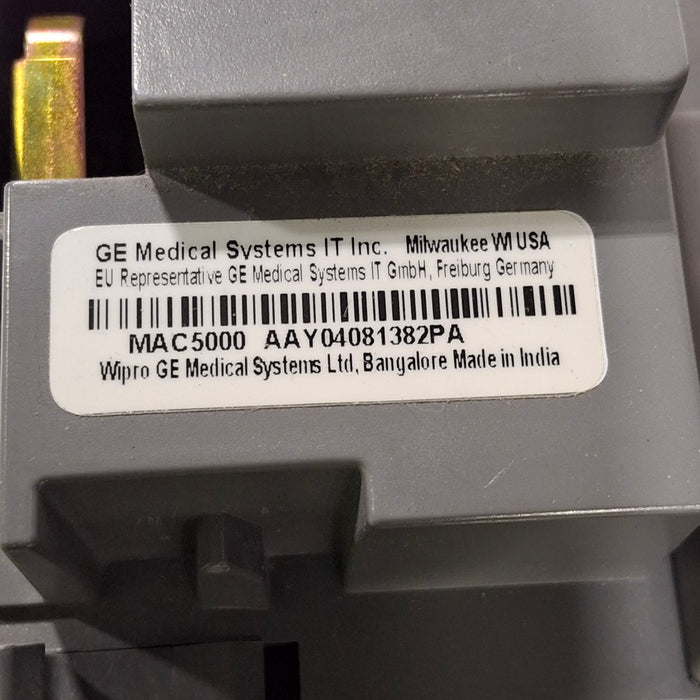 GE Medical Systems IT Inc. Milwaukee WI USA
EU Representative GE Medical Systems IT GmbH, Freiburg Germany
MAC5000 AAY04081382PA
Wipro GE Medical Systems Ltd, Bangalore Made in India